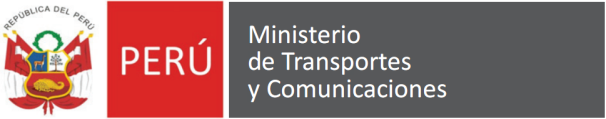 REPÚBLICA DEL PERÚ
PERÚ
Ministerio
de Transportes
y Comunicaciones